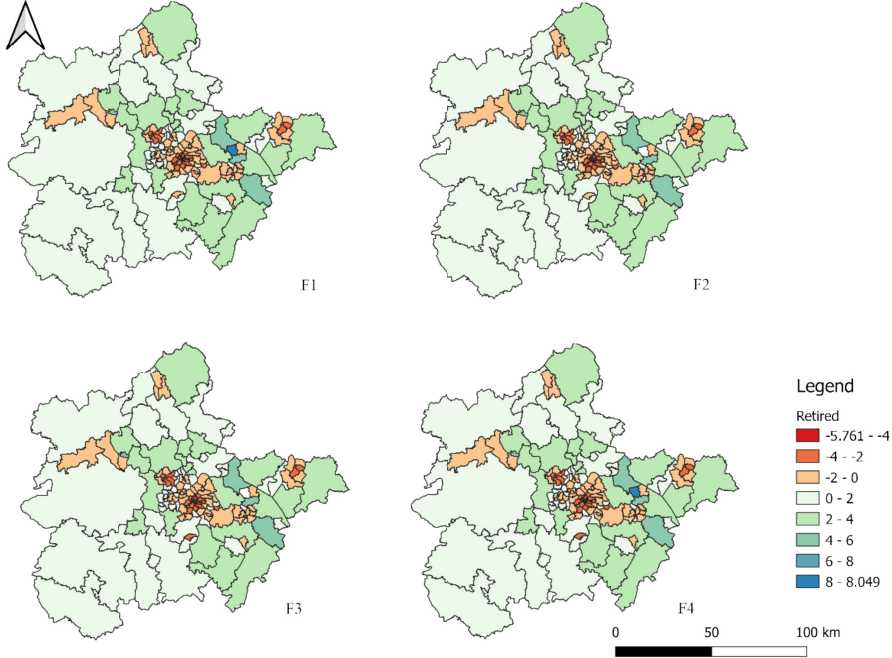 F1
F2
F3
F4
Legend
Retired
-5.761 - -4
-4 - -2
-2 - 0
0 - 2
2 - 4
4 - 6
6 - 8
8 - 8.049
0 50 100 km